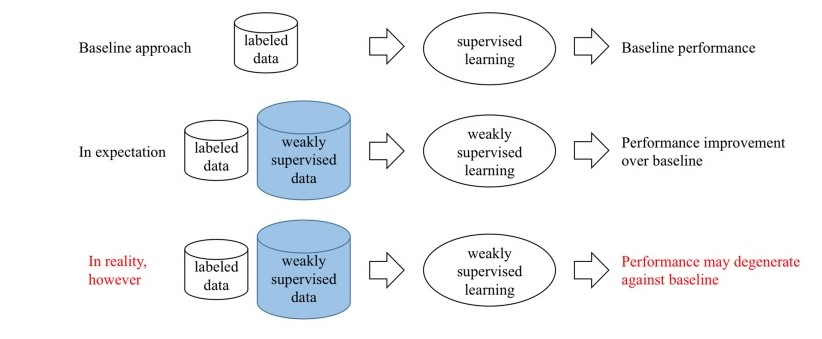 Baseline approach
labeled
data
supervised
learning
Baseline performance
In expectation
labeled
data
weakly
supervised
data
weakly
supervised
learning
Performance improvement
over baseline
In reality,
however
labeled
data
weakly
supervised
data
weakly
supervised
learning
Performance may degenerate
against baseline